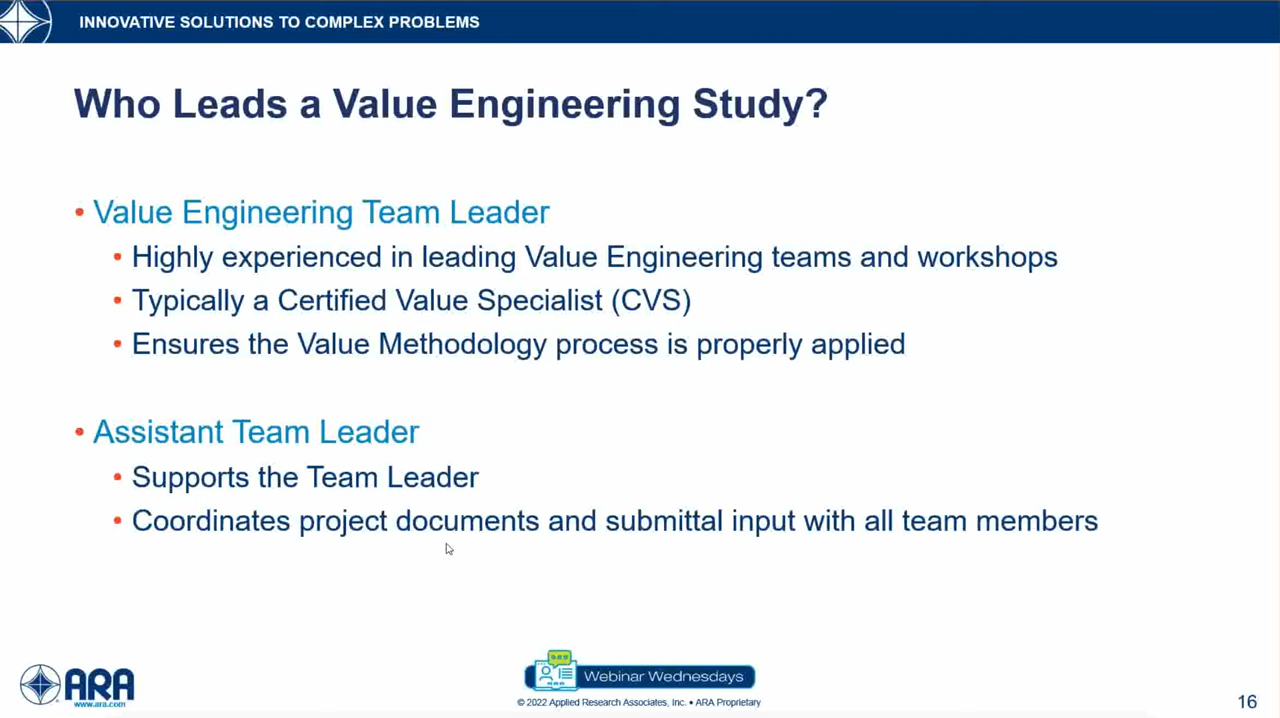 INNOVATIVE SOLUTIONS TO COMPLEX PROBLEMS
Who Leads a Value Engineering Study?
• Value Engineering Team Leader
• Highly experienced in leading Value Engineering teams and workshops
• Typically a Certified Value Specialist (CVS)
• Ensures the Value Methodology process is properly applied
• Assistant Team Leader
• Supports the Team Leader
• Coordinates project documents and submittal input with all team members
ARA
www.ara.com
Webinar Wednesdays
© 2022 Applied Research Associates, Inc. • ARA Proprietary
16